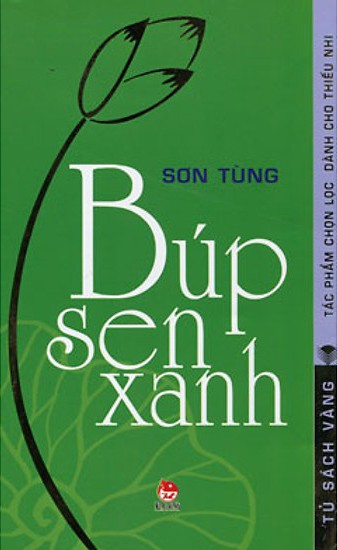 SƠN TÙNG
Búp
sen
xanh
TỦ SÁCH VÀNG TÁC PHẨM CHỌN LỌC DÀNH CHO THIẾU NHI